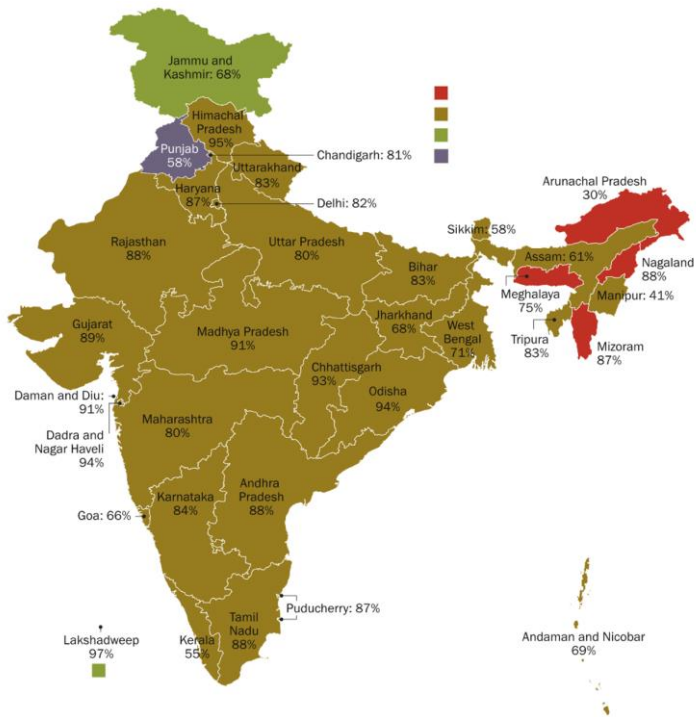 Jammu and
Kashmir: 68%
Himachal
Pradesh
95%
Punjab
58%
Chandigarh: 81%
Uttarakhand
83%
Haryana
87%
Delhi: 82%
Arunachal Pradesh
30%
Rajasthan
88%
Uttar Pradesh
80%
Sikkim: 58%
Assam: 61%
Bihar
83%
Nagaland
88%
Meghalaya
75%
Manipur: 41%
Gujarat
89%
Madhya Pradesh
91%
Jharkhand
68%
West
Bengal
71%
Tripura
83%
Mizoram
87%
Chhattisgarh
93%
Odisha
94%
Daman and Diu:
91%
Dadra and
Nagar Haveli
94%
Maharashtra
80%
Karnataka
84%
Andhra
Pradesh
88%
Goa: 66%
Puducherry: 87%
Lakshadweep
97%
Kerala
55%
Tamil
Nadu
88%
Andaman and Nicobar
69%